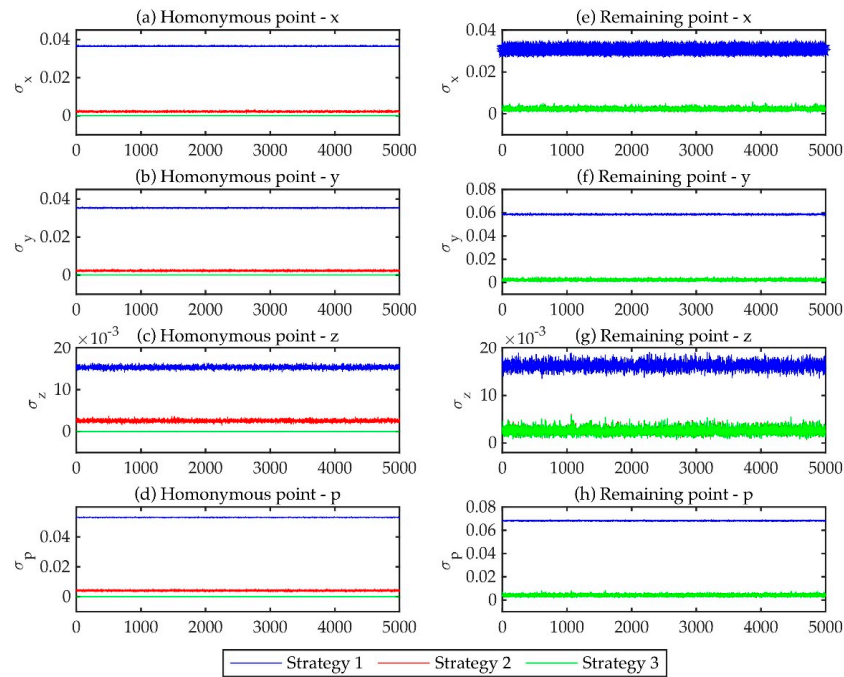 (a) Homonymous point - x
0.04
0.02
0
σx
0 1000 2000 3000 4000 5000
(e) Remaining point - x
0.04
0.02
0
σx
0 1000 2000 3000 4000 5000
(b) Homonymous point - y
0.04
0.02
0
σy
0 1000 2000 3000 4000 5000
(f) Remaining point - y
0.08
0.06
0.04
0.02
0
σy
0 1000 2000 3000 4000 5000
(c) Homonymous point - z
×10-3
20
10
0
σz
0 1000 2000 3000 4000 5000
(g) Remaining point - z
×10-3
20
10
0
σz
0 1000 2000 3000 4000 5000
(d) Homonymous point - p
0.04
0.02
0
σp
0 1000 2000 3000 4000 5000
(h) Remaining point - p
0.08
0.06
0.04
0.02
0
σp
0 1000 2000 3000 4000 5000
Strategy 1 Strategy 2 Strategy 3